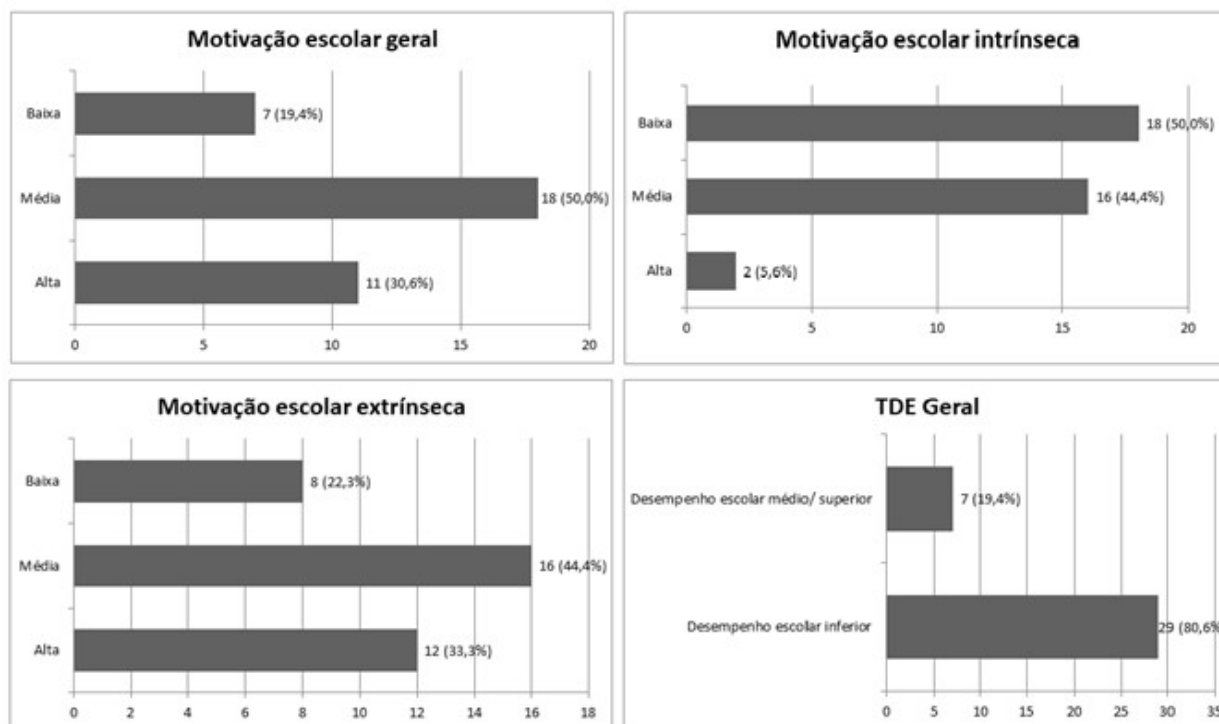 Motivação escolar geral
Baixa
7 (19,4%)
Média
18 (50,0%)
Alta
11 (30,6%)
0 5 10 15 20
Motivação escolar intrínseca
Baixa
18 (50,0%)
Média
16 (44,4%)
Alta
2 (5,6%)
0 5 10 15 20
Motivação escolar extrínseca
Baixa
8 (22,3%)
Média
16 (44,4%)
Alta
12 (33,3%)
0 2 4 6 8 10 12 14 16 18
TDE Geral
Desempenho escolar médio/ superior
7 (19,4%)
Desempenho escolar inferior
29 (80,6%
0 5 10 15 20 25 30 35